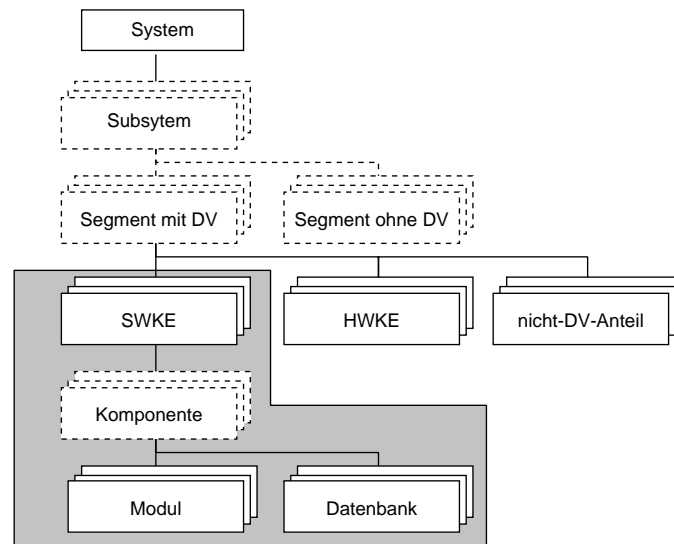 System
Subsytem
Segment mit DV
Segment ohne DV
SWKE
HWKE
nicht-DV-Anteil
Komponente
Modul
Datenbank